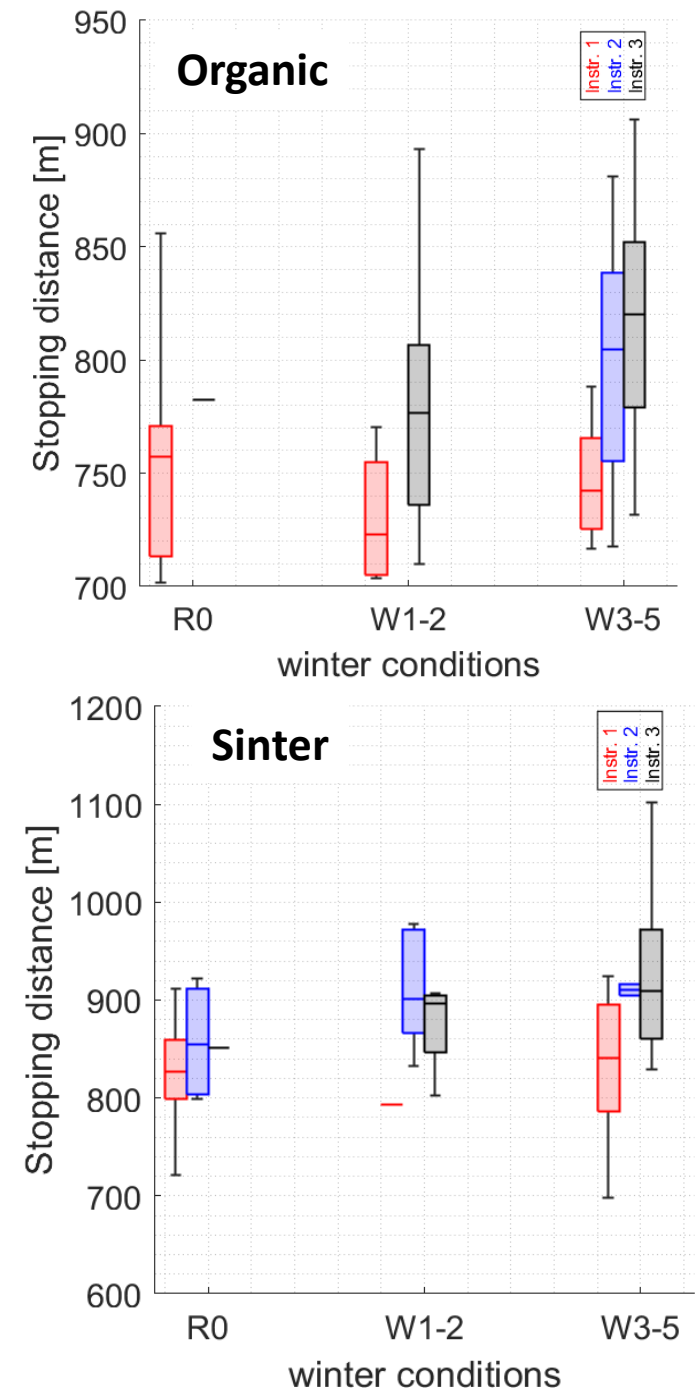 Organic
Instr. 1
Instr. 2
Instr. 3
Stopping distance [m]
950
900
850
800
750
700
R0 W1-2 W3-5
winter conditions
Sinter
Instr. 1
Instr. 2
Instr. 3
Stopping distance [m]
1200
1100
1000
900
800
700
600
R0 W1-2 W3-5
winter conditions